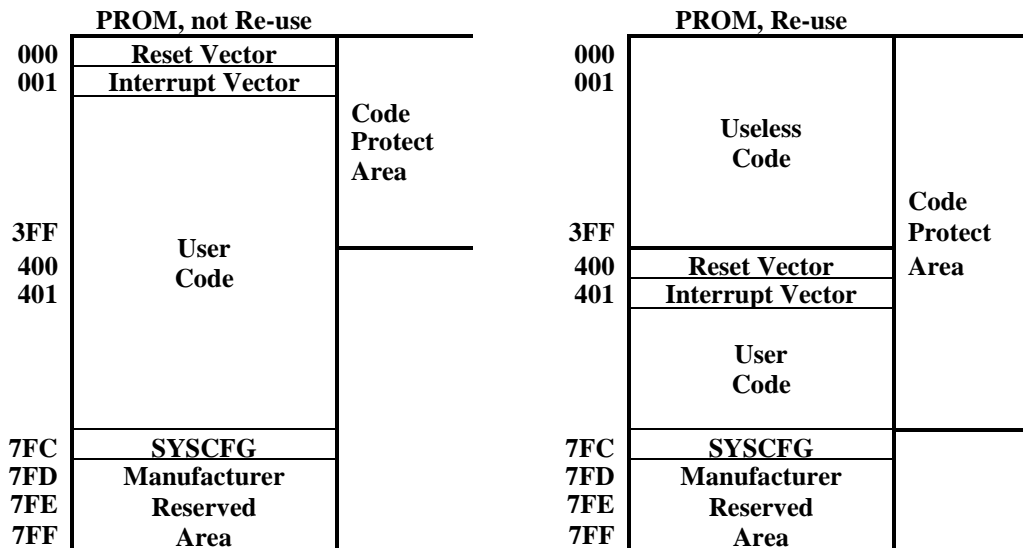 PROM, not Re-use
000 Reset Vector
001 Interrupt Vector
Code
Protect
Area
3FF
User
400
Code
401
7FC SYSCFG
7FD Manufacturer
7FE Reserved
7FF Area
PROM, Re-use
000
001
Useless
Code
Code
3FF Protect
400 Reset Vector Area
401 Interrupt Vector
User
Code
7FC SYSCFG
7FD Manufacturer
7FE Reserved
7FF Area